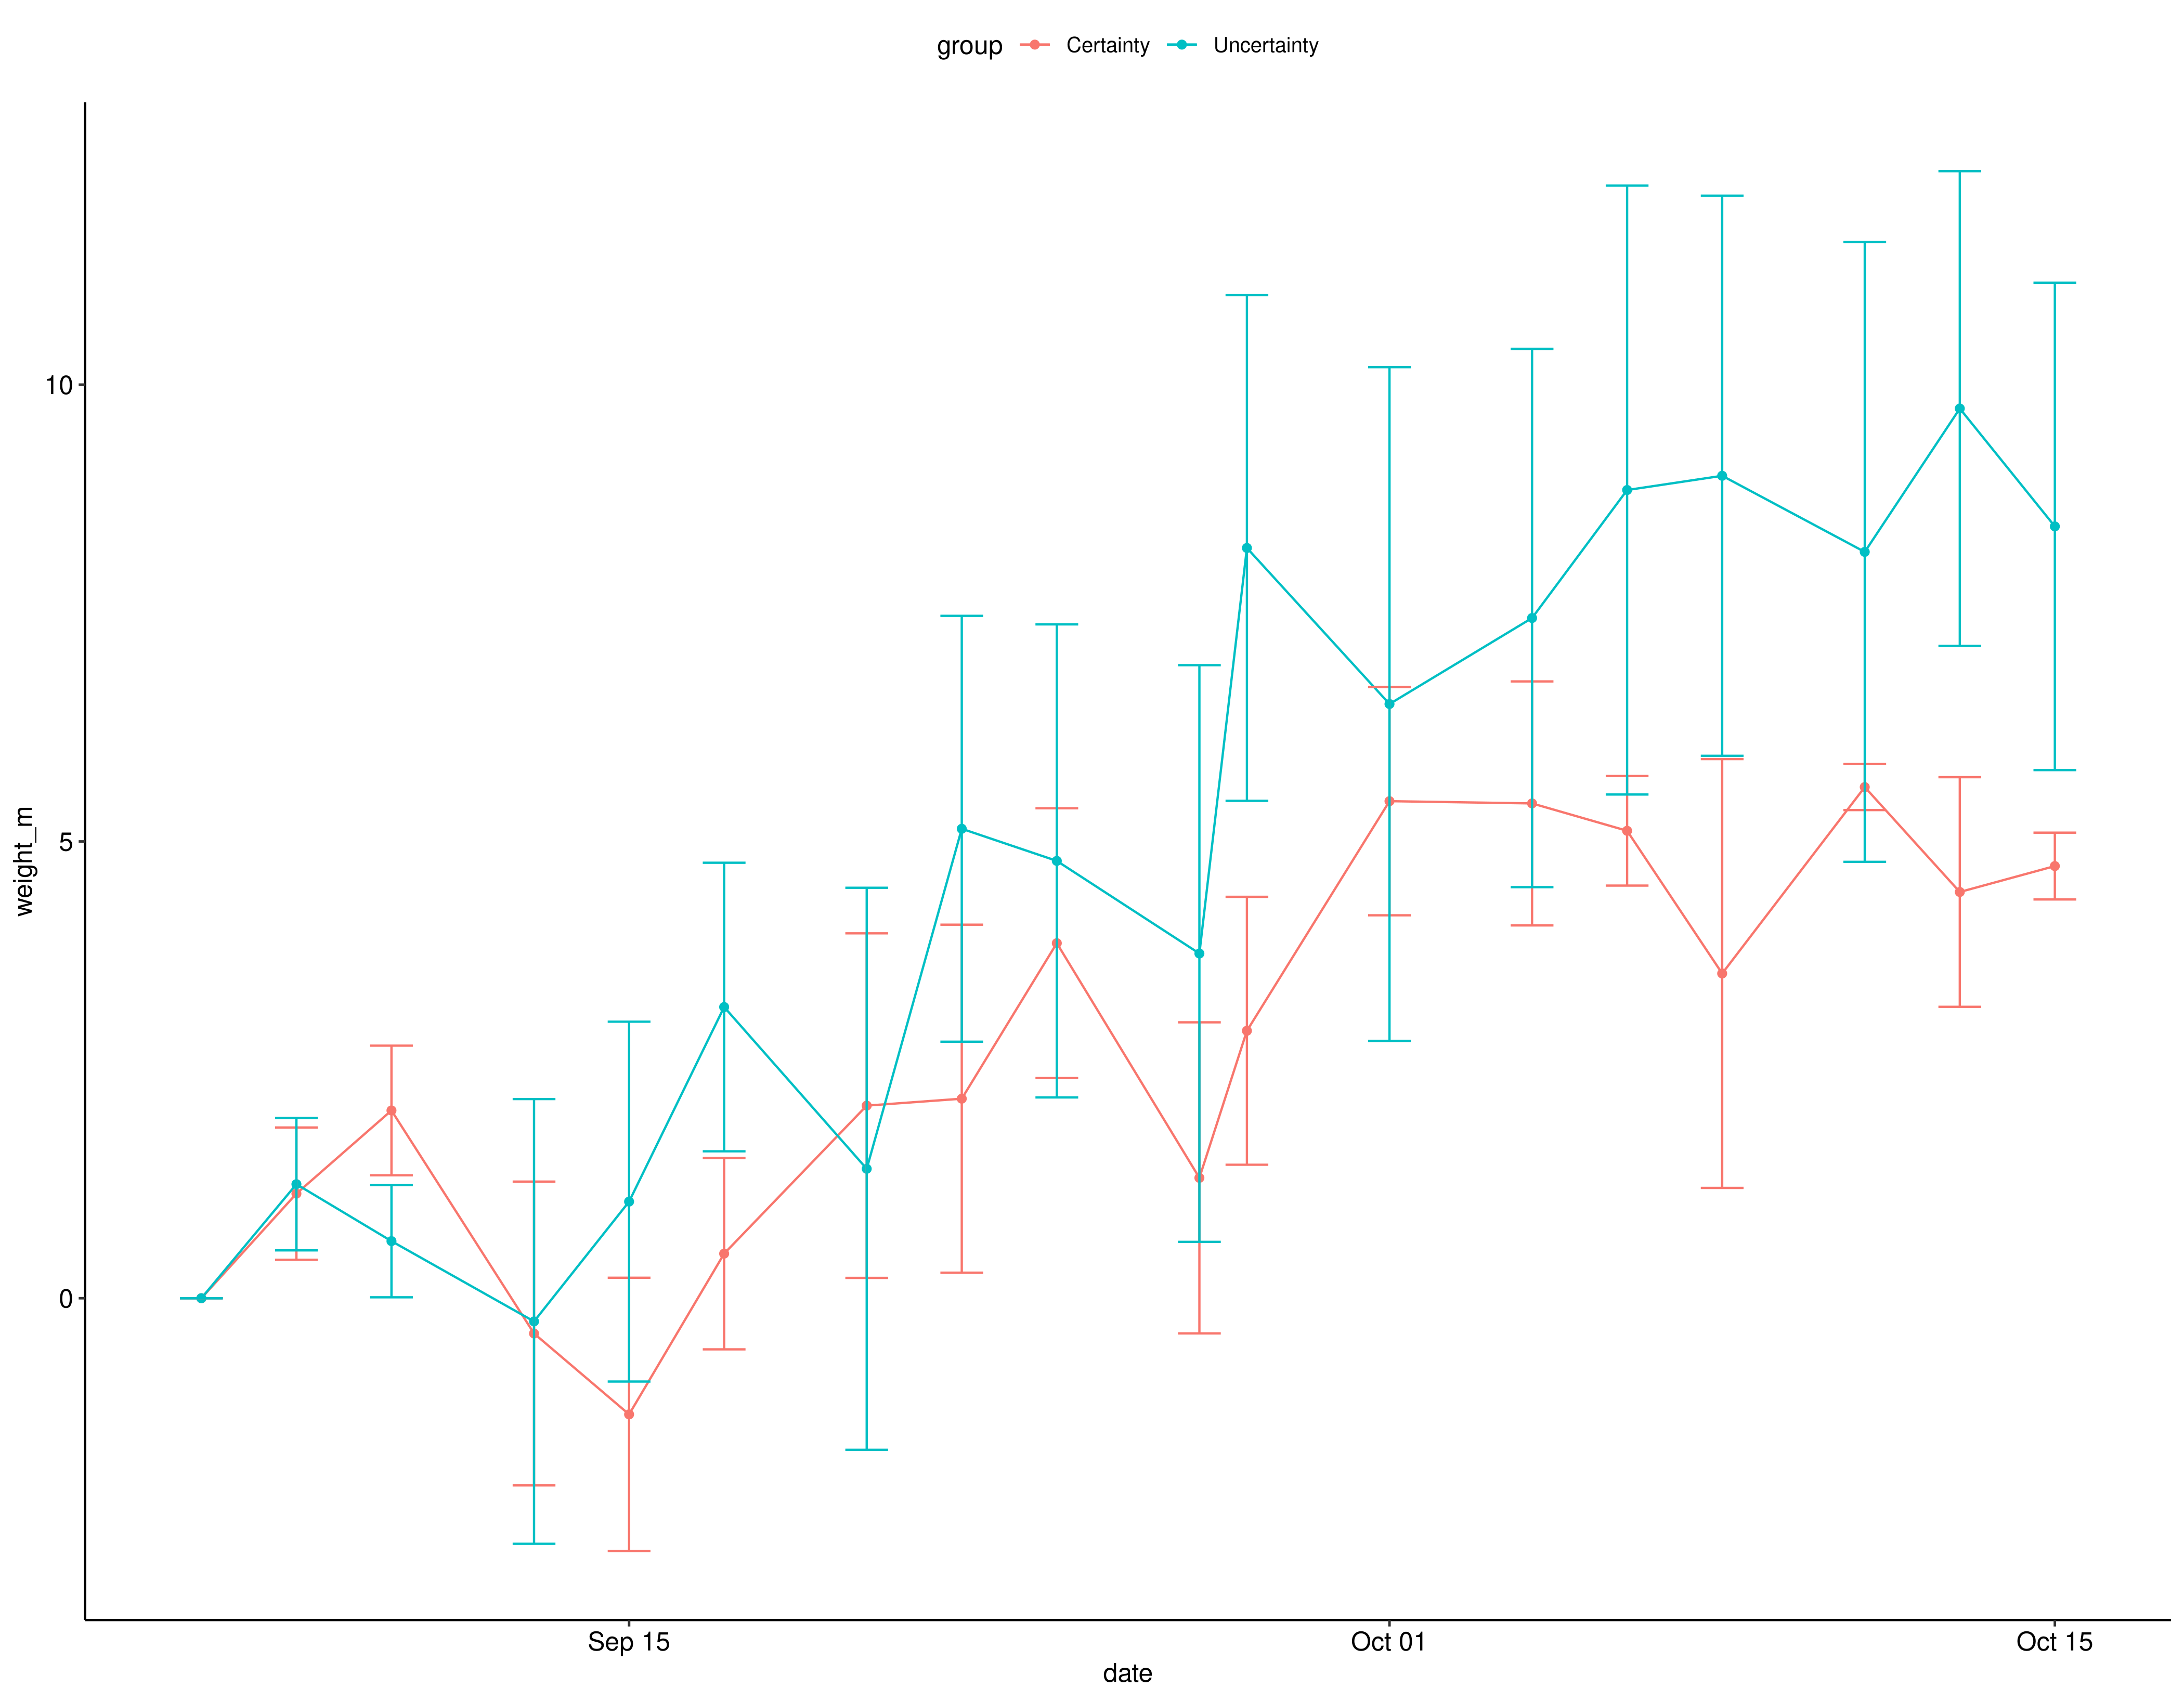 group Certainty Uncertainty
10
5
0
weight_m
Sep 15 Oct 01 Oct 15
date